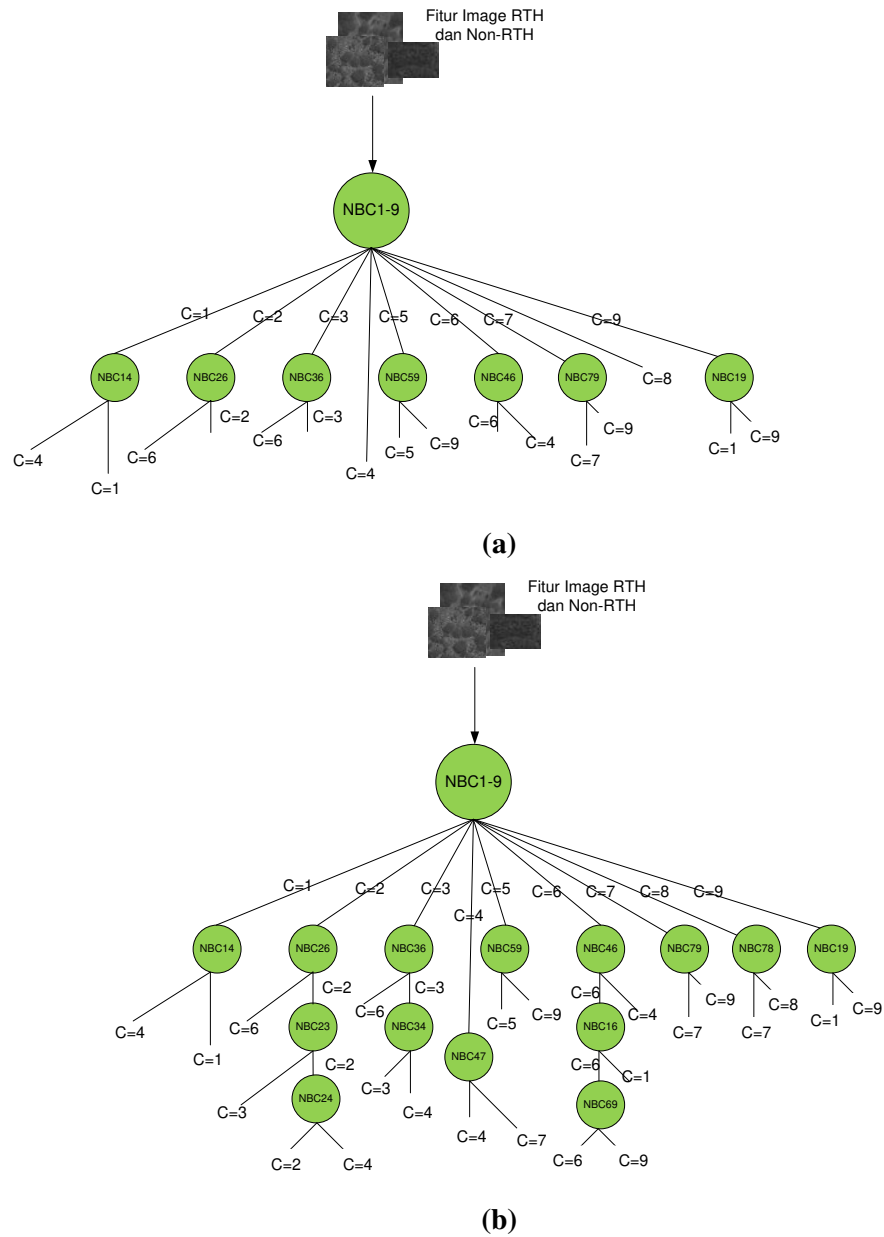 Fitur Image RTH
dan Non-RTH
NBC1-9
C=1
C=2
C=3
C=5
C=6
C=7
C=9
NBC14
NBC26
NBC36
NBC59
NBC46
NBC79
C=8
NBC19
C=4
C=1
C=6
C=2
C=6
C=3
C=4
C=5
C=9
C=6
C=4
C=7
C=9
C=1
C=9
(a)
Fitur Image RTH
dan Non-RTH
NBC1-9
C=1
C=2
C=3
C=4
C=5
C=6
C=7
C=8
C=9
NBC14
NBC26
NBC36
NBC59
NBC46
NBC79
NBC78
NBC19
C=4
C=1
C=6
C=2
C=6
C=3
C=5
C=9
C=6
C=4
C=7
C=9
C=7
C=8
C=1
C=9
NBC23
NBC34
NBC47
NBC16
C=3
C=2
C=3
C=4
C=4
C=7
C=6
C=1
NBC24
NBC69
C=2
C=4
C=6
C=9
(b)